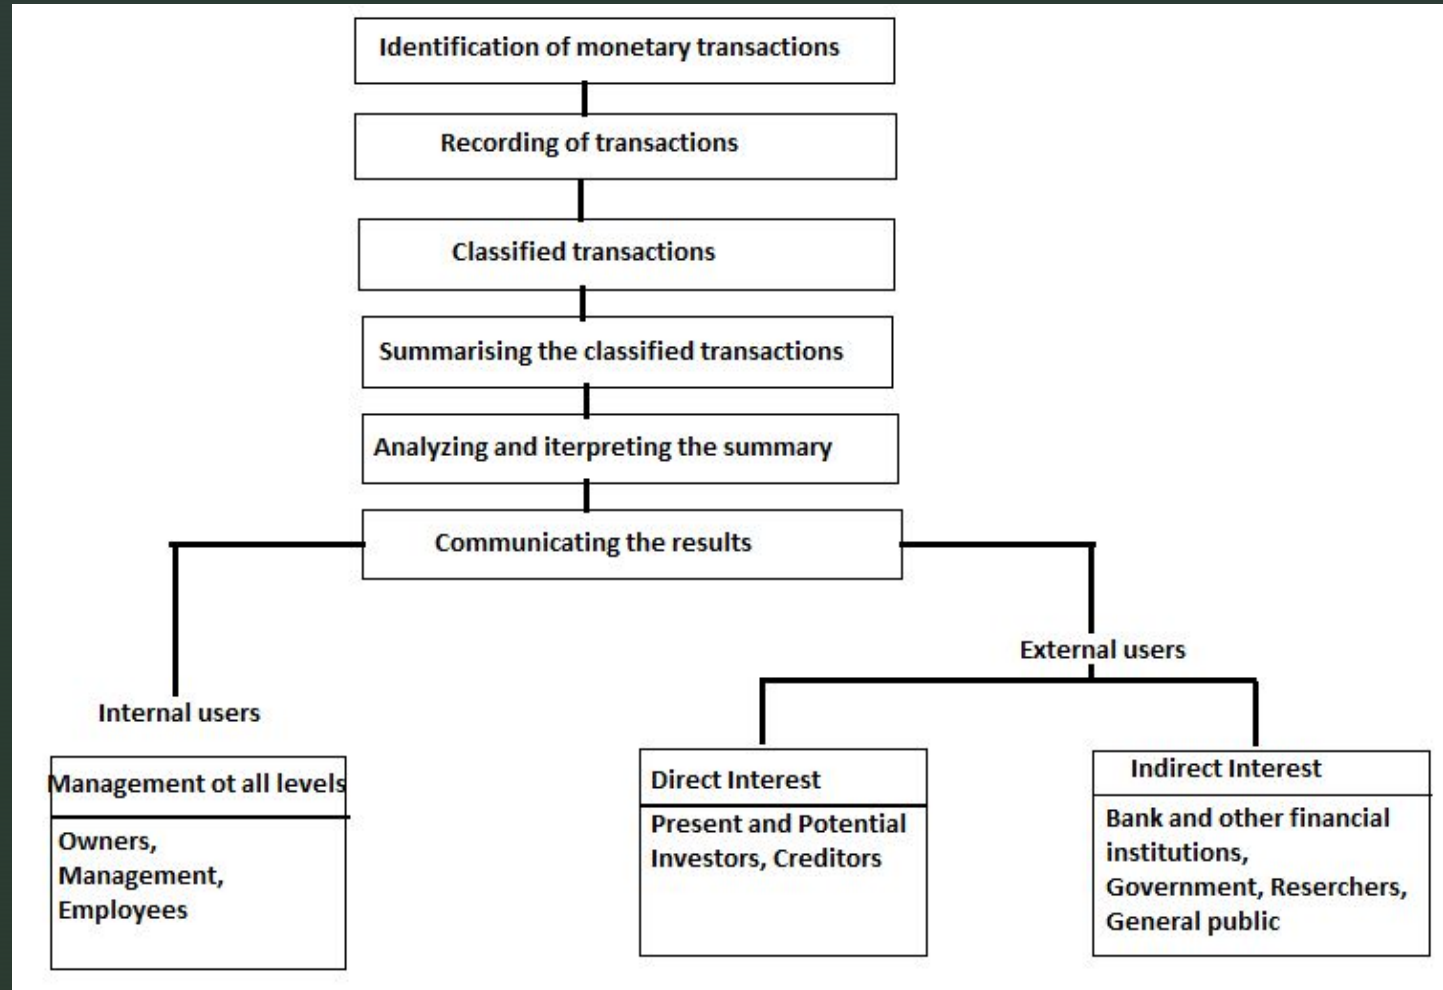 Identification of monetary transactions
Recording of transactions
Classified transactions
Summarising the classified transactions
Analyzing and iterpreting the summary
Communicating the results
External users
Internal users
Management ot all levels
Owners,
Management,
Employees
Direct Interest
Present and Potential
Investors, Creditors
Indirect Interest
Bank and other financial
institutions,
Government, Reserchers,
General public